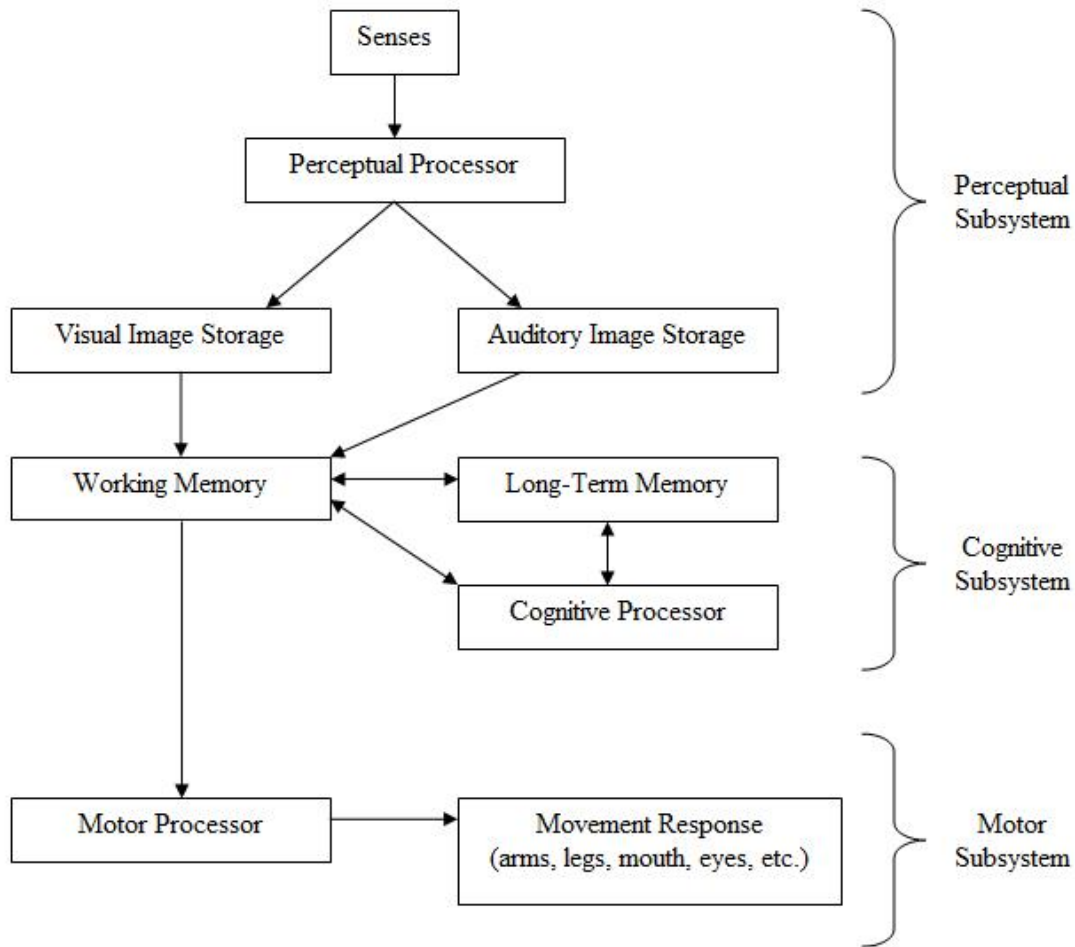 Senses
Perceptual Processor
Perceptual
Subsystem
Visual Image Storage
Auditory Image Storage
Working Memory
Long-Term Memory
Cognitive
Subsystem
Cognitive Processor
Motor Processor
Movement Response
(arms, legs, mouth, eyes, etc.)
Motor
Subsystem